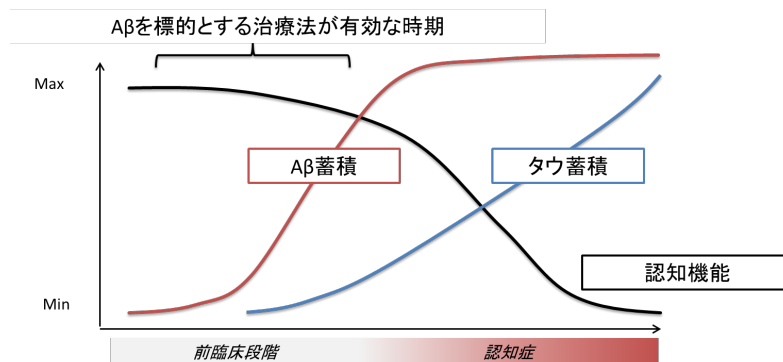 Aβを標的とする治療法が有効な時期
Max
Aβ蓄積
タウ蓄積
認知機能
Min
前臨床段階
認知症